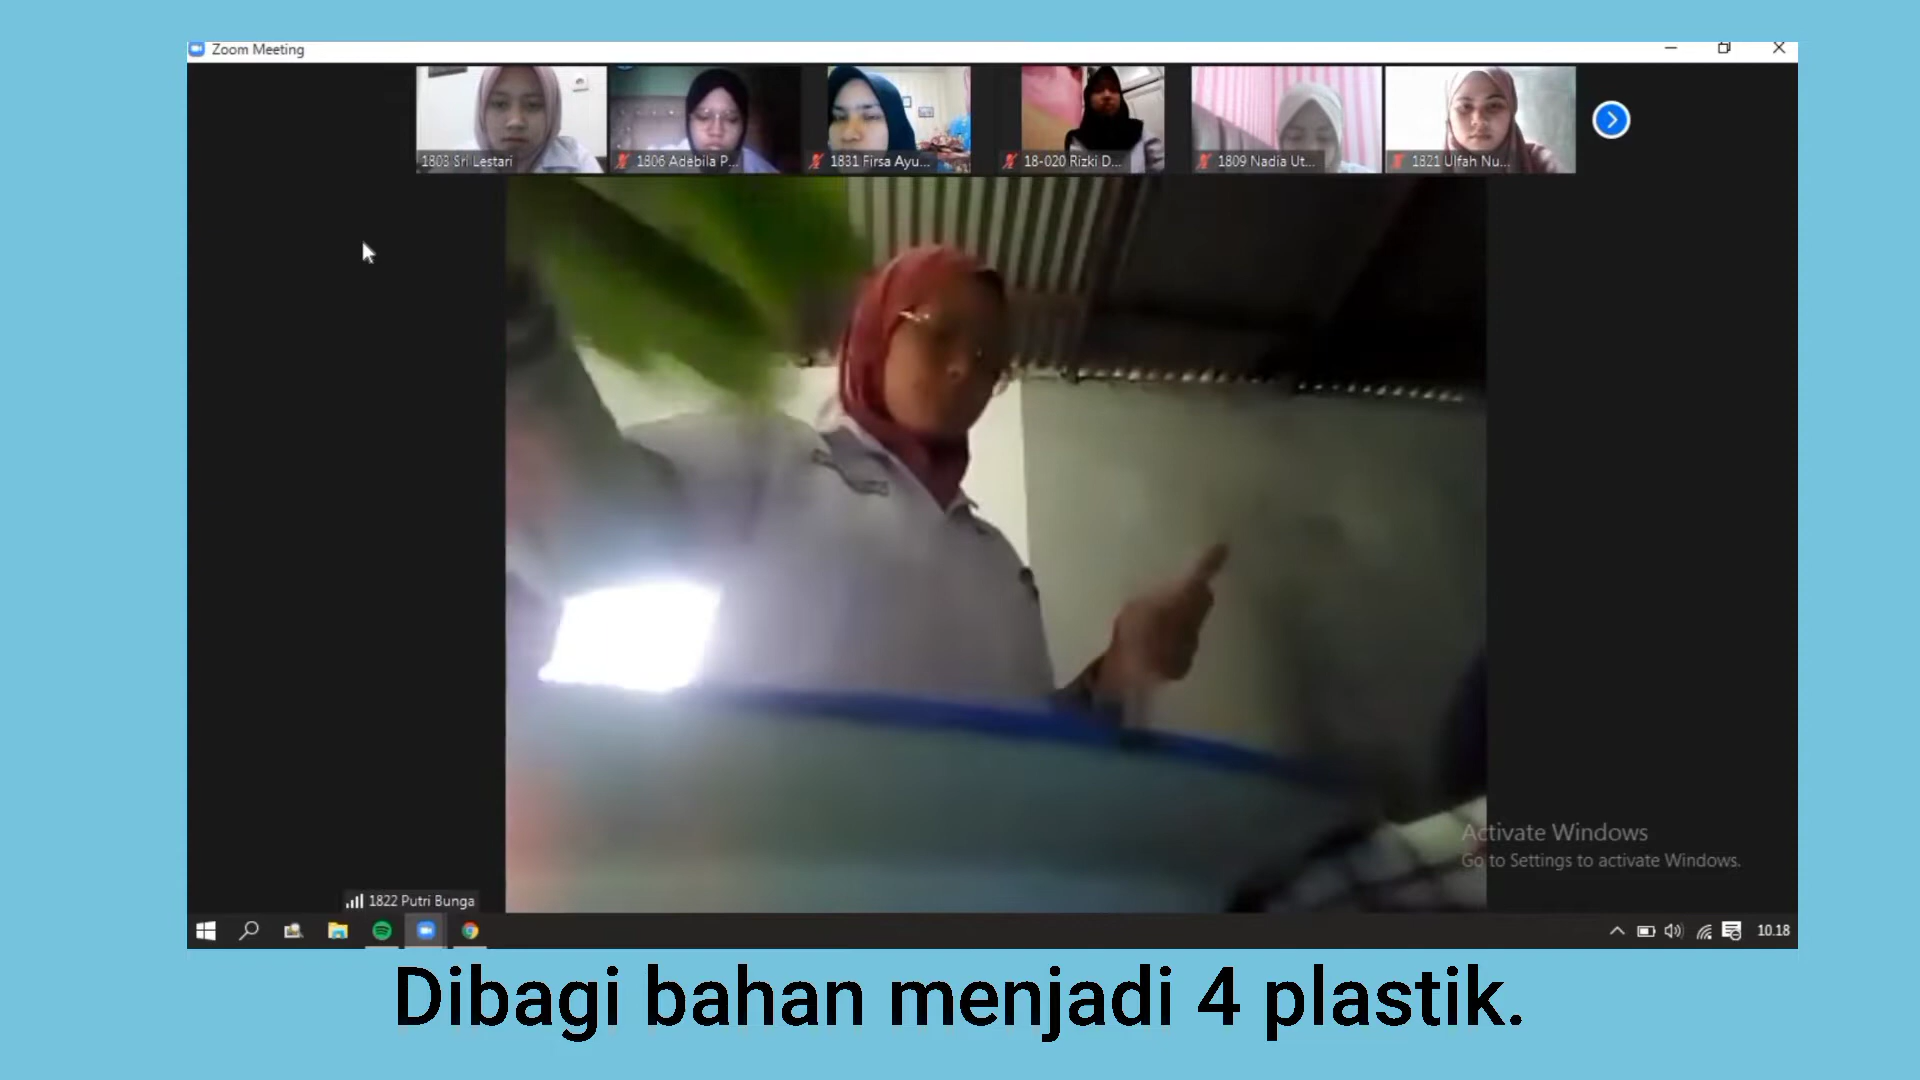 Zoom Meeting
1803 Sri Lestari
1806 Adebila P...
1831 Firsa Ayu...
18-020 Rizki D...
1809 Nadia Ut...
1821 Ulfah Nu...
Activate Windows
Go to Settings to activate Windows.
1822 Putri Bunga
10.18
Dibagi bahan menjadi 4 plastik.